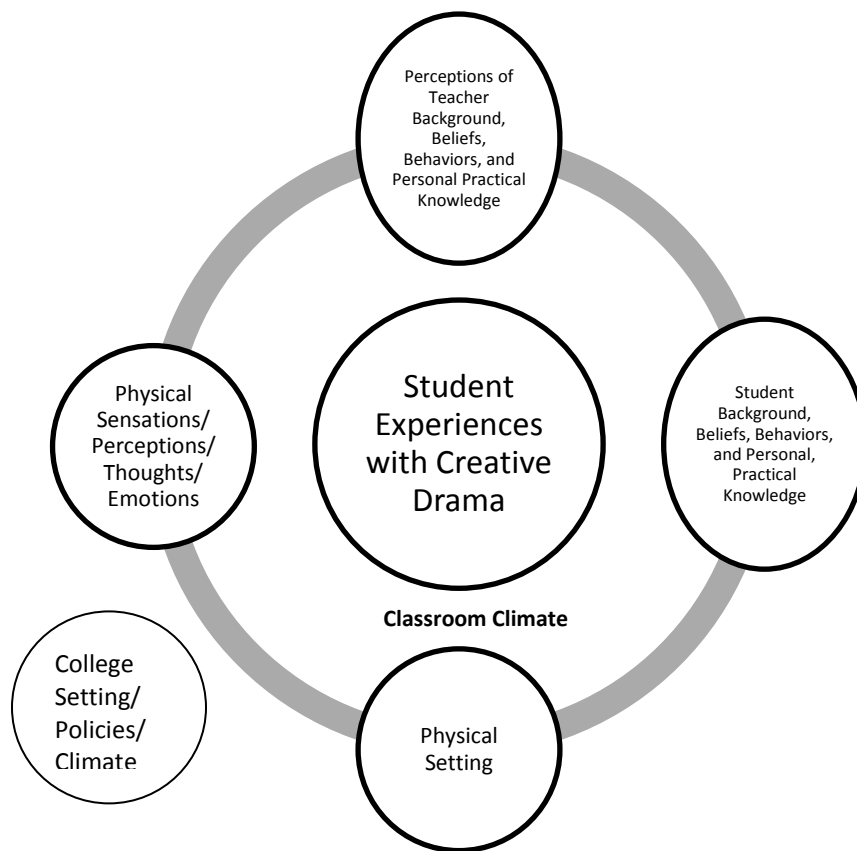 Perceptions of
Teacher
Background,
Beliefs,
Behaviors, and
Personal Practical
Knowledge
Physical
Sensations/
Perceptions/
Thoughts/
Emotions
Student
Experiences
with Creative
Drama
Student
Background,
Beliefs, Behaviors,
and Personal,
Practical
Knowledge
Classroom Climate
College
Setting/
Policies/
Climate
Physical
Setting